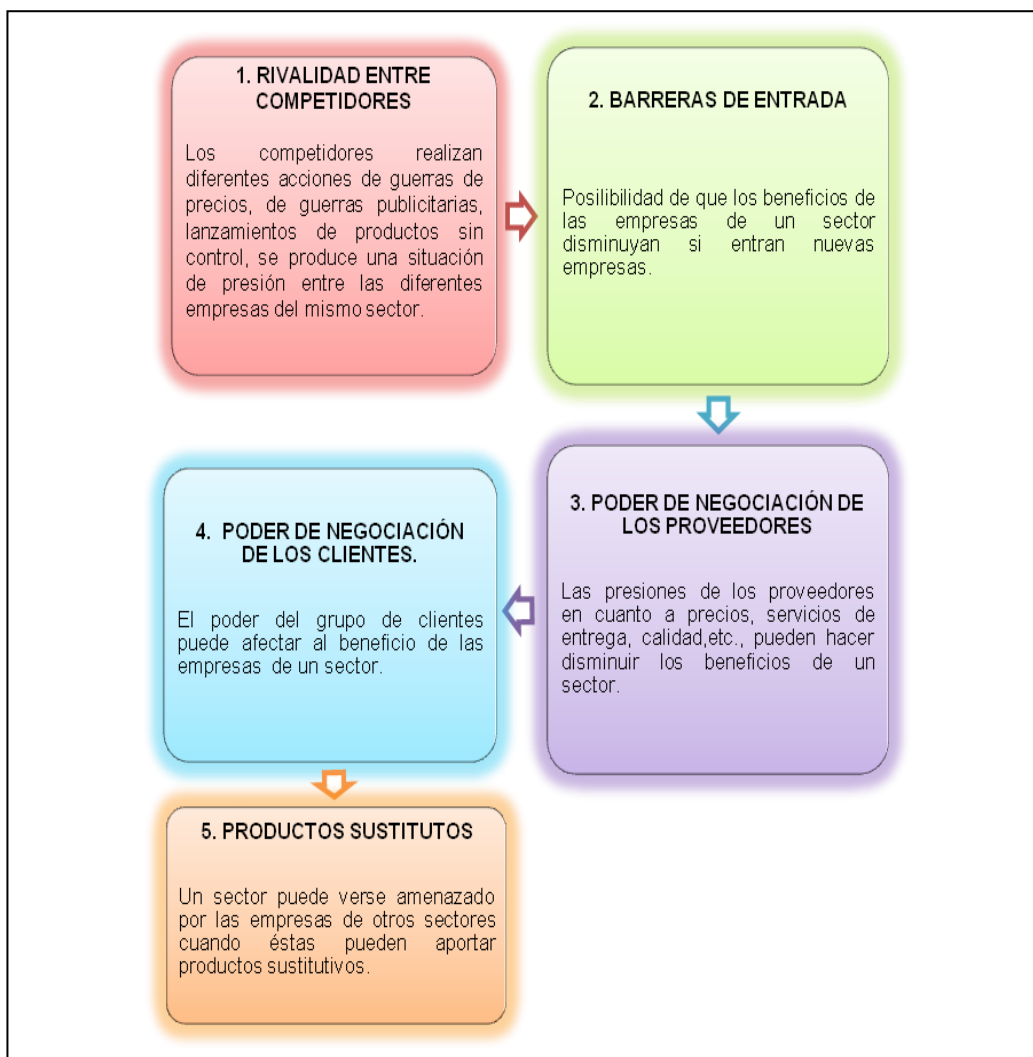 1. RIVALIDAD ENTRE
COMPETIDORES
Los competidores realizan
diferentes acciones de guerras de
precios, de guerras publicitarias,
lanzamientos de productos sin
control, se produce una situación
de presión entre las diferentes
empresas del mismo sector.
2. BARRERAS DE ENTRADA
Posilibilidad de que los beneficios de
las empresas de un sector
disminuyan si entran nuevas
empresas.
3. PODER DE NEGOCIACIÓN DE
LOS PROVEEDORES
Las presiones de los proveedores
en cuanto a precios, servicios de
entrega, calidad,etc., pueden hacer
disminuir los beneficios de un
sector.
4. PODER DE NEGOCIACIÓN
DE LOS CLIENTES.
El poder del grupo de clientes
puede afectar al beneficio de las
empresas de un sector.
5. PRODUCTOS SUSTITUTOS
Un sector puede verse amenazado
por las empresas de otros sectores
cuando éstas pueden aportar
productos sustitutivos.